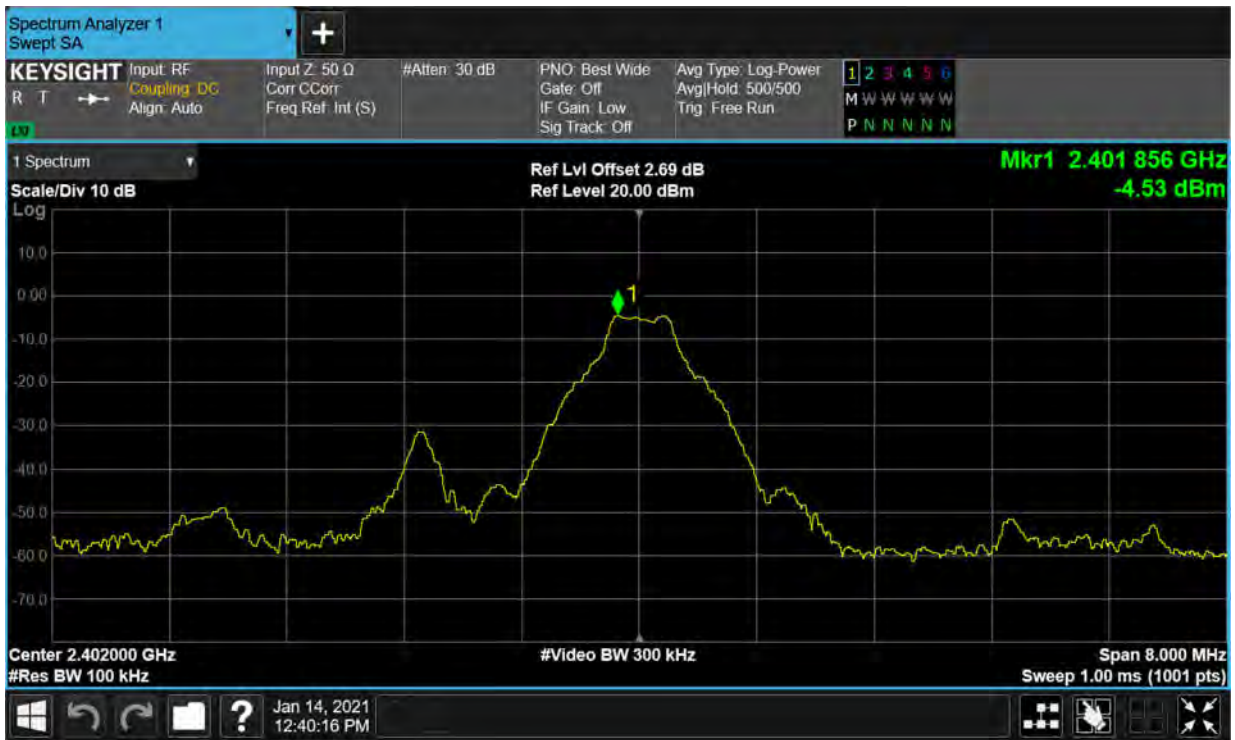 Spectrum Analyzer 1
Swept SA
+
KEYSIGHT Input: RF Input Z: 50 Ω #Atten: 30 dB PNO: Best Wide Avg Type: Log-Power 1 2 3 4 5 6
R T Coupling: DC Corr CCorr Gate: Off Avg|Hold: 500/500 M W W W W W
Align: Auto Freq Ref: Int (S) IF Gain: Low Trig: Free Run
LXI Sig Track: Off P N N N N N
1 Spectrum Ref Lvl Offset 2.69 dB Mkr1 2.401 856 GHz
Scale/Div 10 dB Ref Level 20.00 dBm -4.53 dBm
Log
10.0
0.00
1
-10.0
-20.0
-30.0
-40.0
-50.0
-60.0
-70.0
Center 2.402000 GHz #Video BW 300 kHz Span 8.000 MHz
#Res BW 100 kHz Sweep 1.00 ms (1001 pts)
? Jan 14, 2021
12:40:16 PM